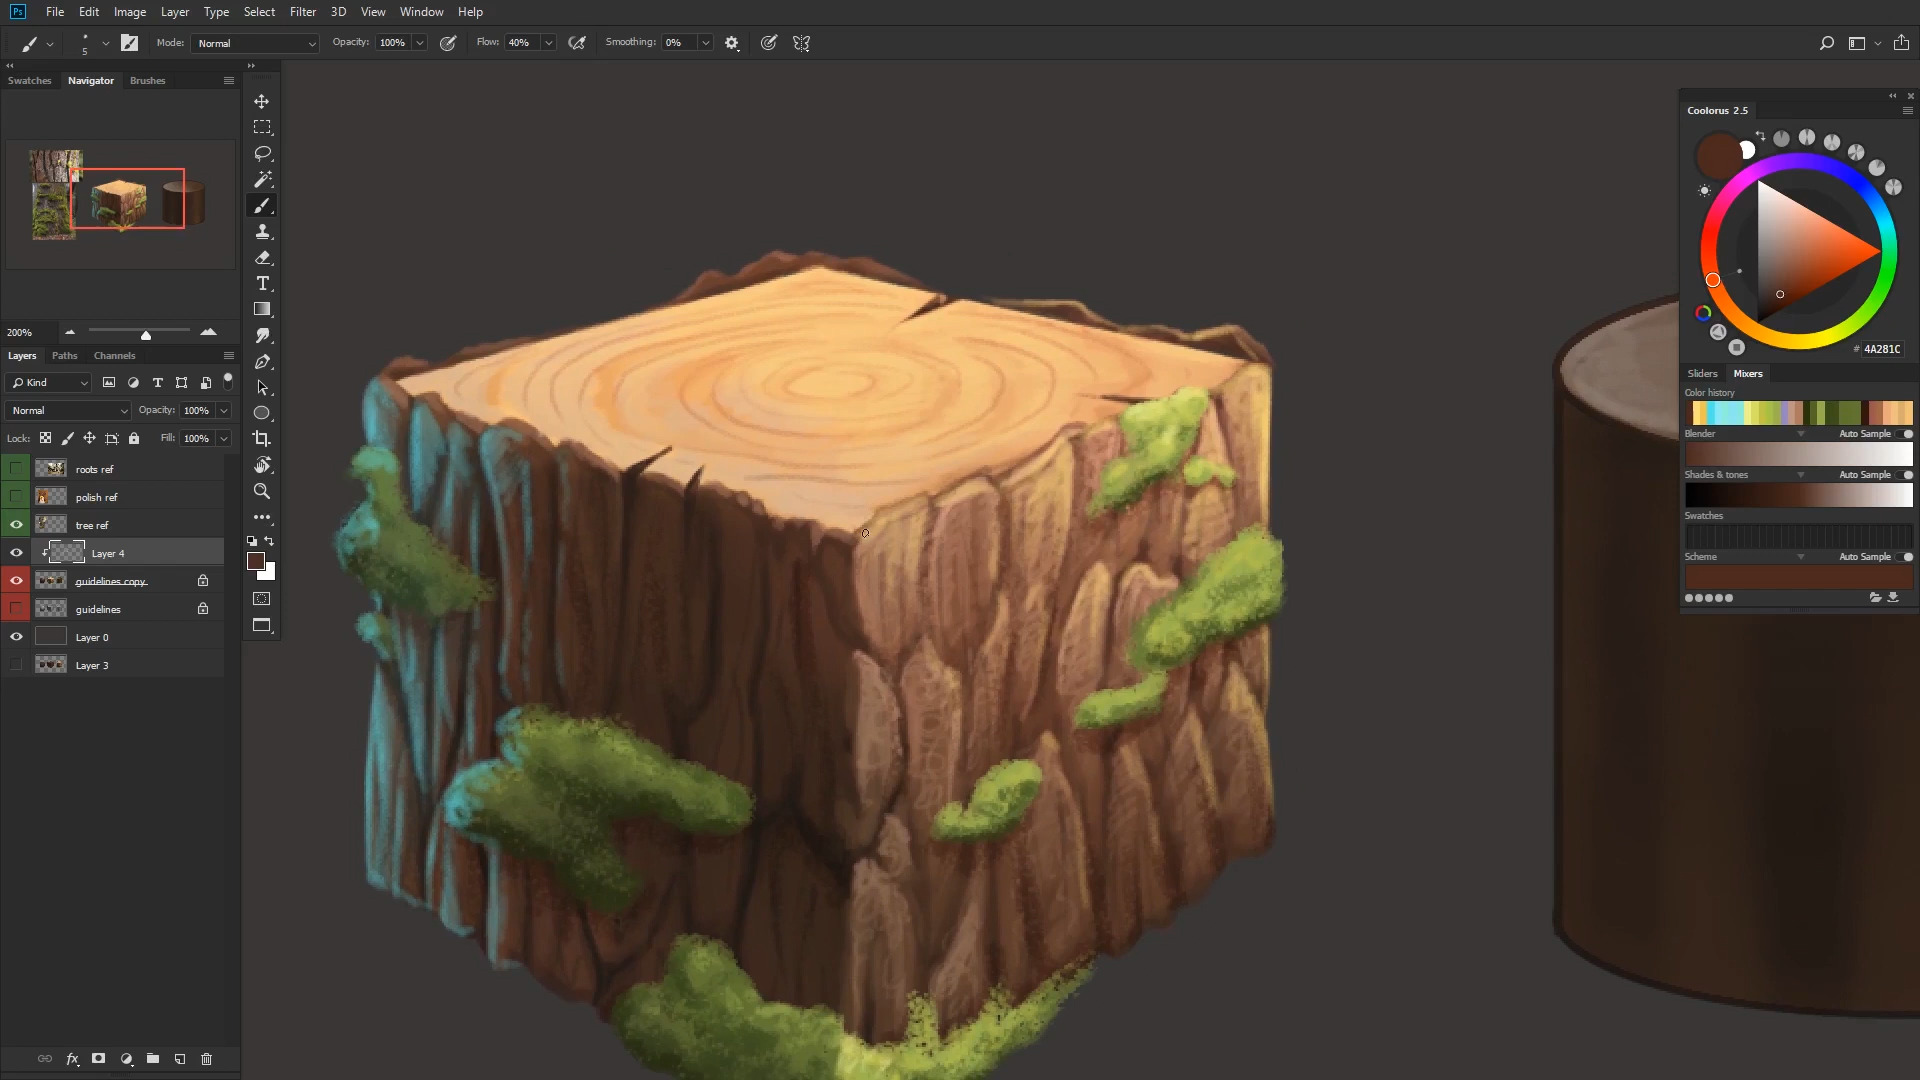 Ps File Edit Image Layer Type Select Filter 3D View Window Help
5 Mode: Normal Opacity: 100% Flow: 40% Smoothing: 0%
Swatches Navigator Brushes
200%
Layers Paths Channels
Kind
Normal Opacity: 100%
Lock: Fill: 100%
roots ref
polish ref
tree ref
Layer 4
guidelines copy
guidelines
Layer 0
Layer 3
fx
Coolorus 2.5
# 4A281C
Sliders Mixers
Color history
Blender Auto Sample
Shades & tones Auto Sample
Swatches
Scheme Auto Sample